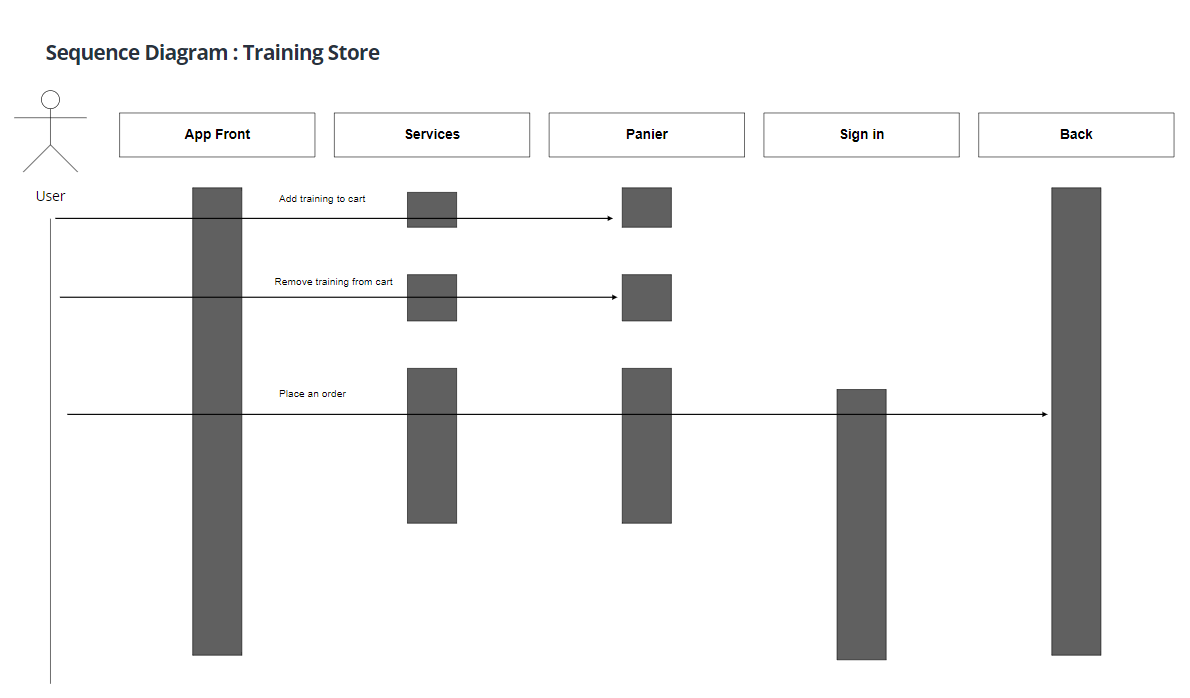 Sequence Diagram : Training Store
App Front
Services
Panier
Sign in
Back
User
Add training to cart
Remove training from cart
Place an order